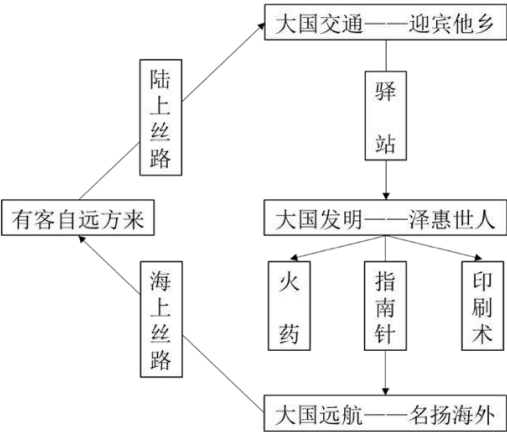 大国交通——迎宾他乡
陆上丝路
驿站
有客自远方来
大国发明——泽惠世人
海上丝路
火药
指南针
印刷术
大国远航——名扬海外